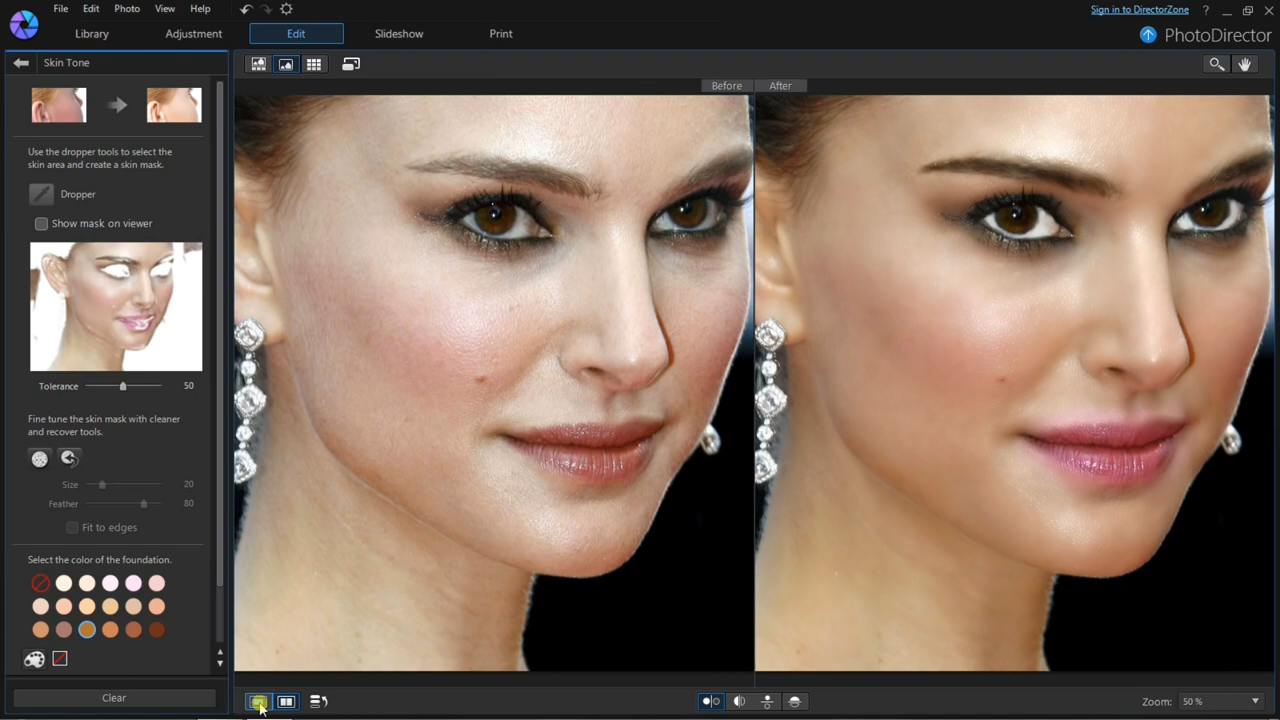 File Edit Photo View Help
Sign in to DirectorZone ?
Library Adjustment Edit Slideshow Print
PhotoDirector
Skin Tone
Before After
Use the dropper tools to select the
skin area and create a skin mask.
Dropper
Show mask on viewer
Tolerance 50
Fine tune the skin mask with cleaner
and recover tools.
Size 20
Feather 80
Fit to edges
Select the color of the foundation.
Clear
Zoom: 50 %